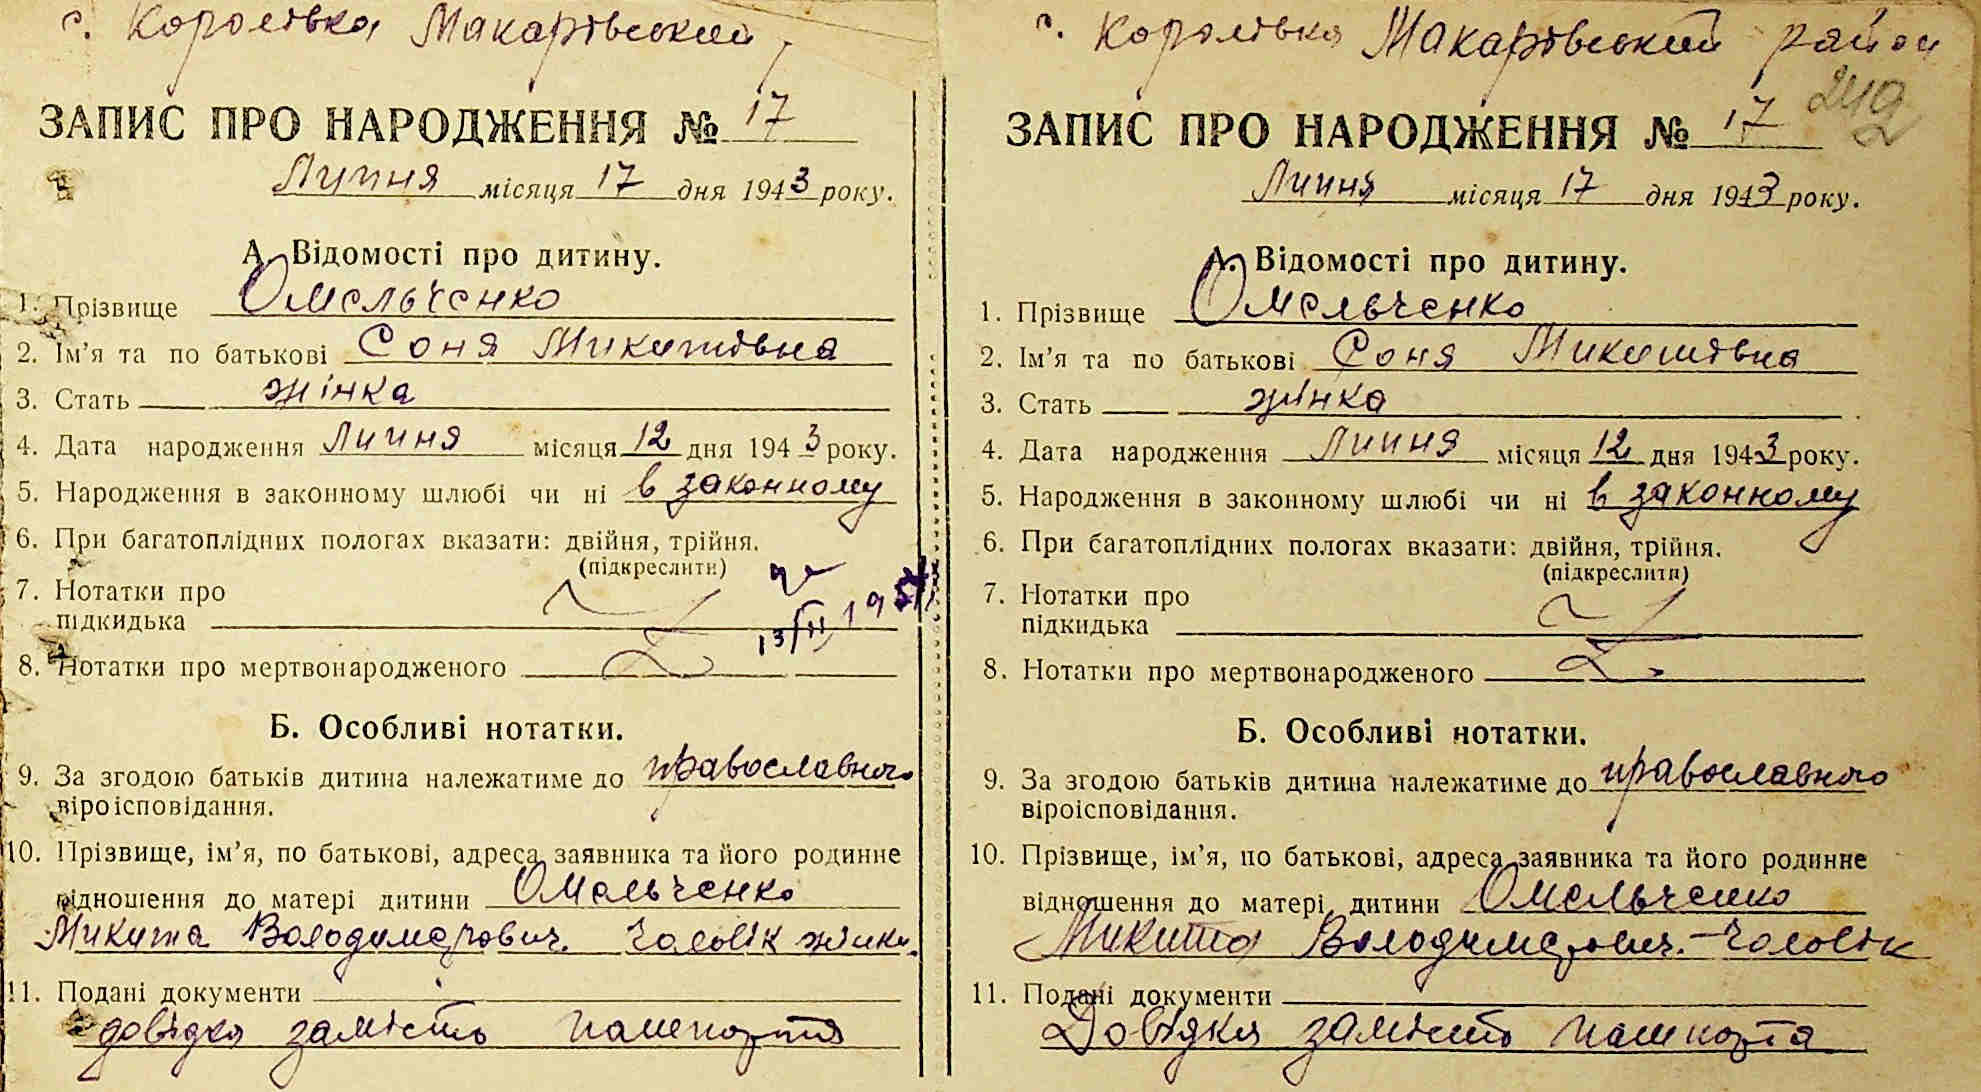 с. Королівка Макарівський
ЗАПИС ПРО НАРОДЖЕННЯ № 17
Липня місяця 17 дня 1943 року.
А. Відомості про дитину.
1. Прізвище Омельченко
2. Ім'я та по батькові Соня Микитівна
3. Стать жінка
4. Дата народження Липня місяця 12 дня 1943 року.
5. Народження в законному шлюбі чи ні в законному
6. При багатоплідних пологах вказати: двійня, трійня.
(підкреслити)
7. Нотатки про
підкидька
8. Нотатки про мертвонародженого
Б. Особливі нотатки.
9. За згодою батьків дитина належатиме до православного
віроісповідання.
10. Прізвище, ім'я, по батькові, адреса заявника та його родинне
відношення до матері дитини Омельченко
Микита Володимерович. Чоловік жінки.
11. Подані документи
довідка замість пашпорта
с. Королівка Макарівський район
249
ЗАПИС ПРО НАРОДЖЕННЯ № 17
Липня місяця 17 дня 1943 року.
А. Відомості про дитину.
1. Прізвище Омельченко
2. Ім'я та по батькові Соня Микитівна
3. Стать жінка
4. Дата народження Липня місяця 12 дня 1943 року.
5. Народження в законному шлюбі чи ні в законному
6. При багатоплідних пологах вказати: двійня, трійня.
(підкреслити)
7. Нотатки про
підкидька
8. Нотатки про мертвонародженого
Б. Особливі нотатки.
9. За згодою батьків дитина належатиме до православного
віроісповідання.
10. Прізвище, ім'я, по батькові, адреса заявника та його родинне
відношення до матері дитини Омельченко
Микита Володимерович. – Чоловік
11. Подані документи
Довідка замість пашпорта